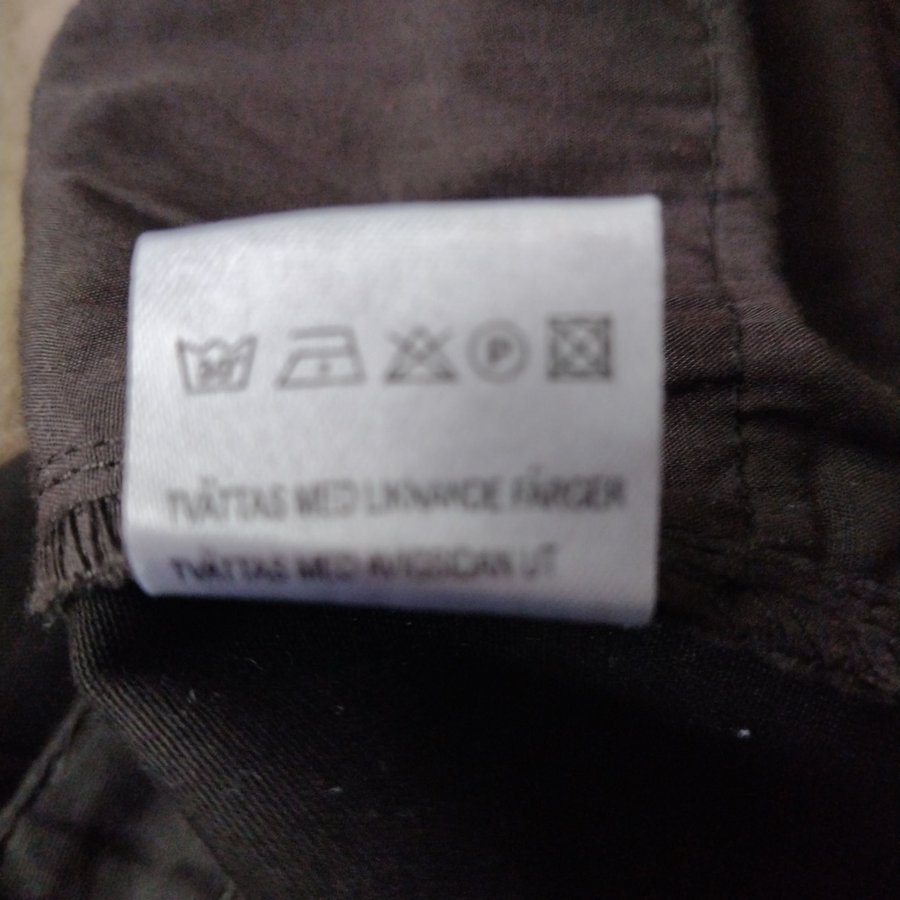 30 P
TVÄTTAS MED LIKNANDE FÄRGER
TVÄTTAS MED AVIGSIDAN UT